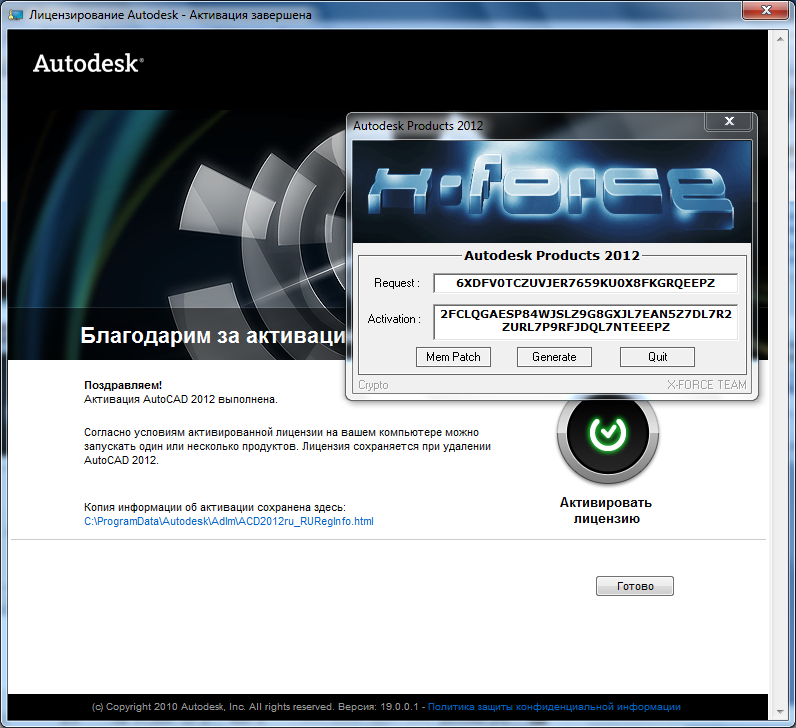 Лицензирование Autodesk - Активация завершена
Autodesk®
Autodesk Products 2012
x-force
Autodesk Products 2012
Request :
6XDFV0TCZUVJER7659KU0X8FKGRQEEPZ
Activation :
2FCLQGAESP84WJSLZ9G8GXJL7EAN5Z7DL7R2
ZURL7P9RFJDQL7NTEEEPZ
Mem Patch
Generate
Quit
Crypto
X-FORCE TEAM
Благодарим за активаци
Поздравляем!
Активация AutoCAD 2012 выполнена.
Согласно условиям активированной лицензии на вашем компьютере можно
запускать один или несколько продуктов. Лицензия сохраняется при удалении
AutoCAD 2012.
Копия информации об активации сохранена здесь:
C:\ProgramData\Autodesk\Adlm\ACD2012ru_RURegInfo.html
Активировать
лицензию
Готово
(c) Copyright 2010 Autodesk, Inc. All rights reserved. Версия: 19.0.0.1 - Политика защиты конфиденциальной информации